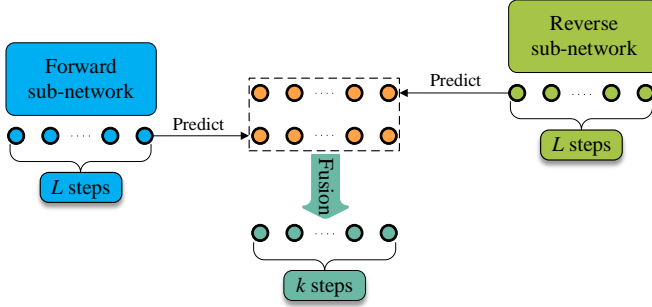 Reverse
sub-network
Forward
sub-network
Predict
Predict
L steps
L steps
Fusion
k steps